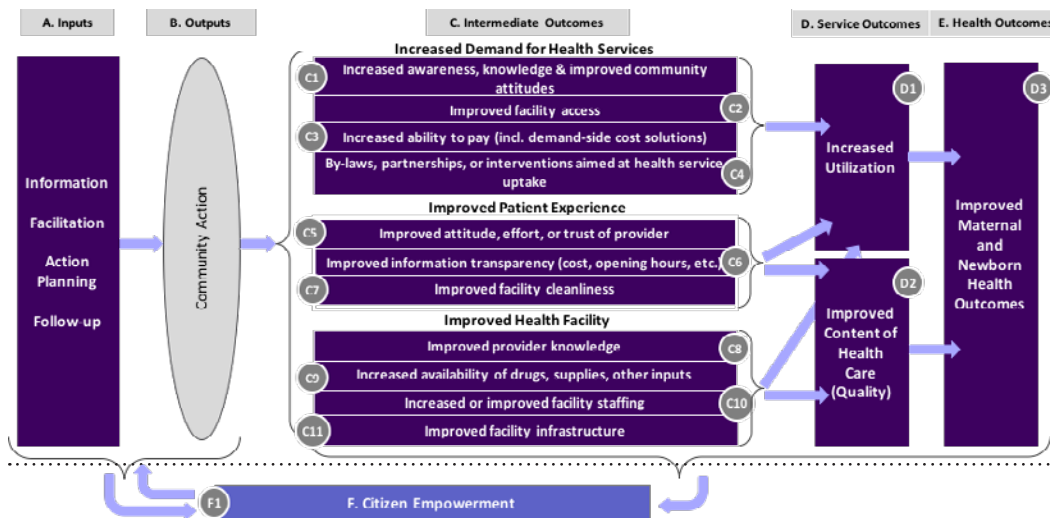 A. Inputs
B. Outputs
C. Intermediate Outcomes
D. Service Outcomes
E. Health Outcomes
Information
Facilitation
Action
Planning
Follow-up
Community Action
Increased Demand for Health Services
C1
Increased awareness, knowledge & improved community
attitudes
Improved facility access
C2
C3
Increased ability to pay (incl. demand-side cost solutions)
By-laws, partnerships, or interventions aimed at health service
uptake
C4
Improved Patient Experience
C5
Improved attitude, effort, or trust of provider
Improved information transparency (cost, opening hours, etc.)
C6
C7
Improved facility cleanliness
Improved Health Facility
Improved provider knowledge
C8
C9
Increased availability of drugs, supplies, other inputs
Increased or improved facility staffing
C10
C11
Improved facility infrastructure
D1
Increased
Utilization
D2
Improved
Content of
Health
Care
(Quality)
D3
Improved
Maternal
and
Newborn
Health
Outcomes
F1
F. Citizen Empowerment